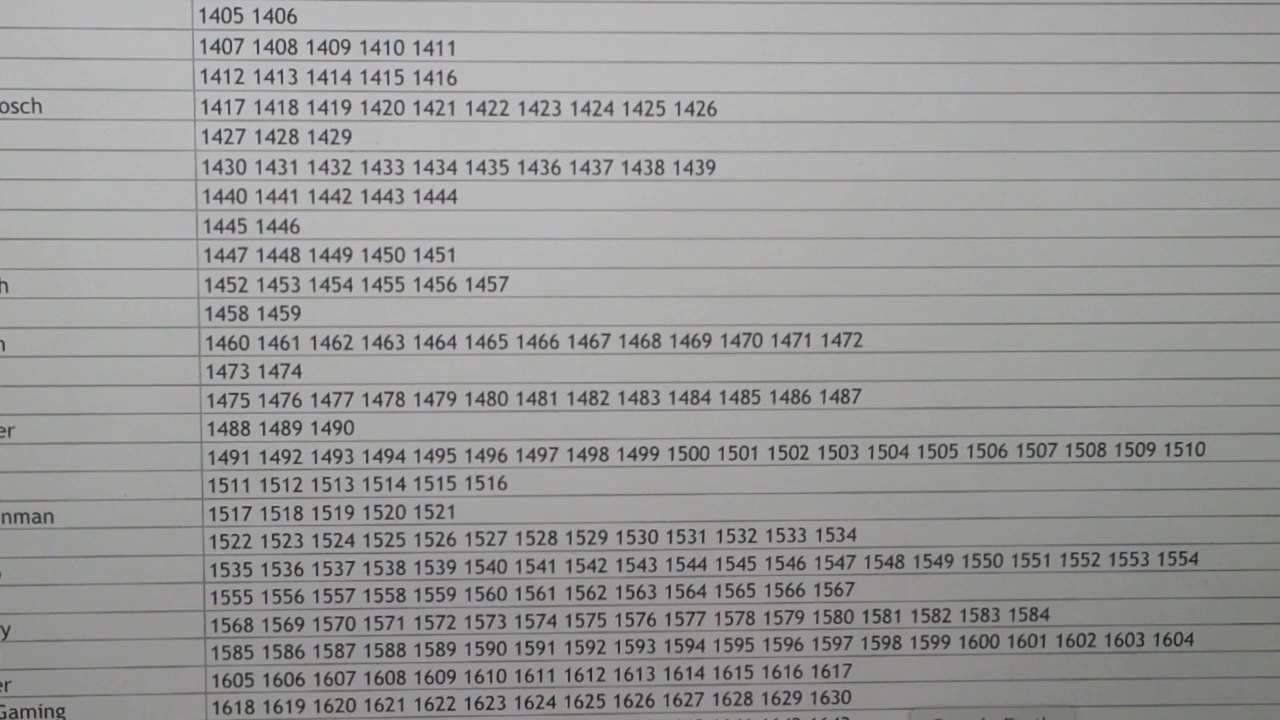 1405 1406
1407 1408 1409 1410 1411
1412 1413 1414 1415 1416
osch 1417 1418 1419 1420 1421 1422 1423 1424 1425 1426
1427 1428 1429
1430 1431 1432 1433 1434 1435 1436 1437 1438 1439
1440 1441 1442 1443 1444
1445 1446
1447 1448 1449 1450 1451
h 1452 1453 1454 1455 1456 1457
1458 1459
1460 1461 1462 1463 1464 1465 1466 1467 1468 1469 1470 1471 1472
1473 1474
1475 1476 1477 1478 1479 1480 1481 1482 1483 1484 1485 1486 1487
er 1488 1489 1490
1491 1492 1493 1494 1495 1496 1497 1498 1499 1500 1501 1502 1503 1504 1505 1506 1507 1508 1509 1510
1511 1512 1513 1514 1515 1516
nman 1517 1518 1519 1520 1521
1522 1523 1524 1525 1526 1527 1528 1529 1530 1531 1532 1533 1534
1535 1536 1537 1538 1539 1540 1541 1542 1543 1544 1545 1546 1547 1548 1549 1550 1551 1552 1553 1554
1555 1556 1557 1558 1559 1560 1561 1562 1563 1564 1565 1566 1567
y 1568 1569 1570 1571 1572 1573 1574 1575 1576 1577 1578 1579 1580 1581 1582 1583 1584
1585 1586 1587 1588 1589 1590 1591 1592 1593 1594 1595 1596 1597 1598 1599 1600 1601 1602 1603 1604
er 1605 1606 1607 1608 1609 1610 1611 1612 1613 1614 1615 1616 1617
Gaming 1618 1619 1620 1621 1622 1623 1624 1625 1626 1627 1628 1629 1630